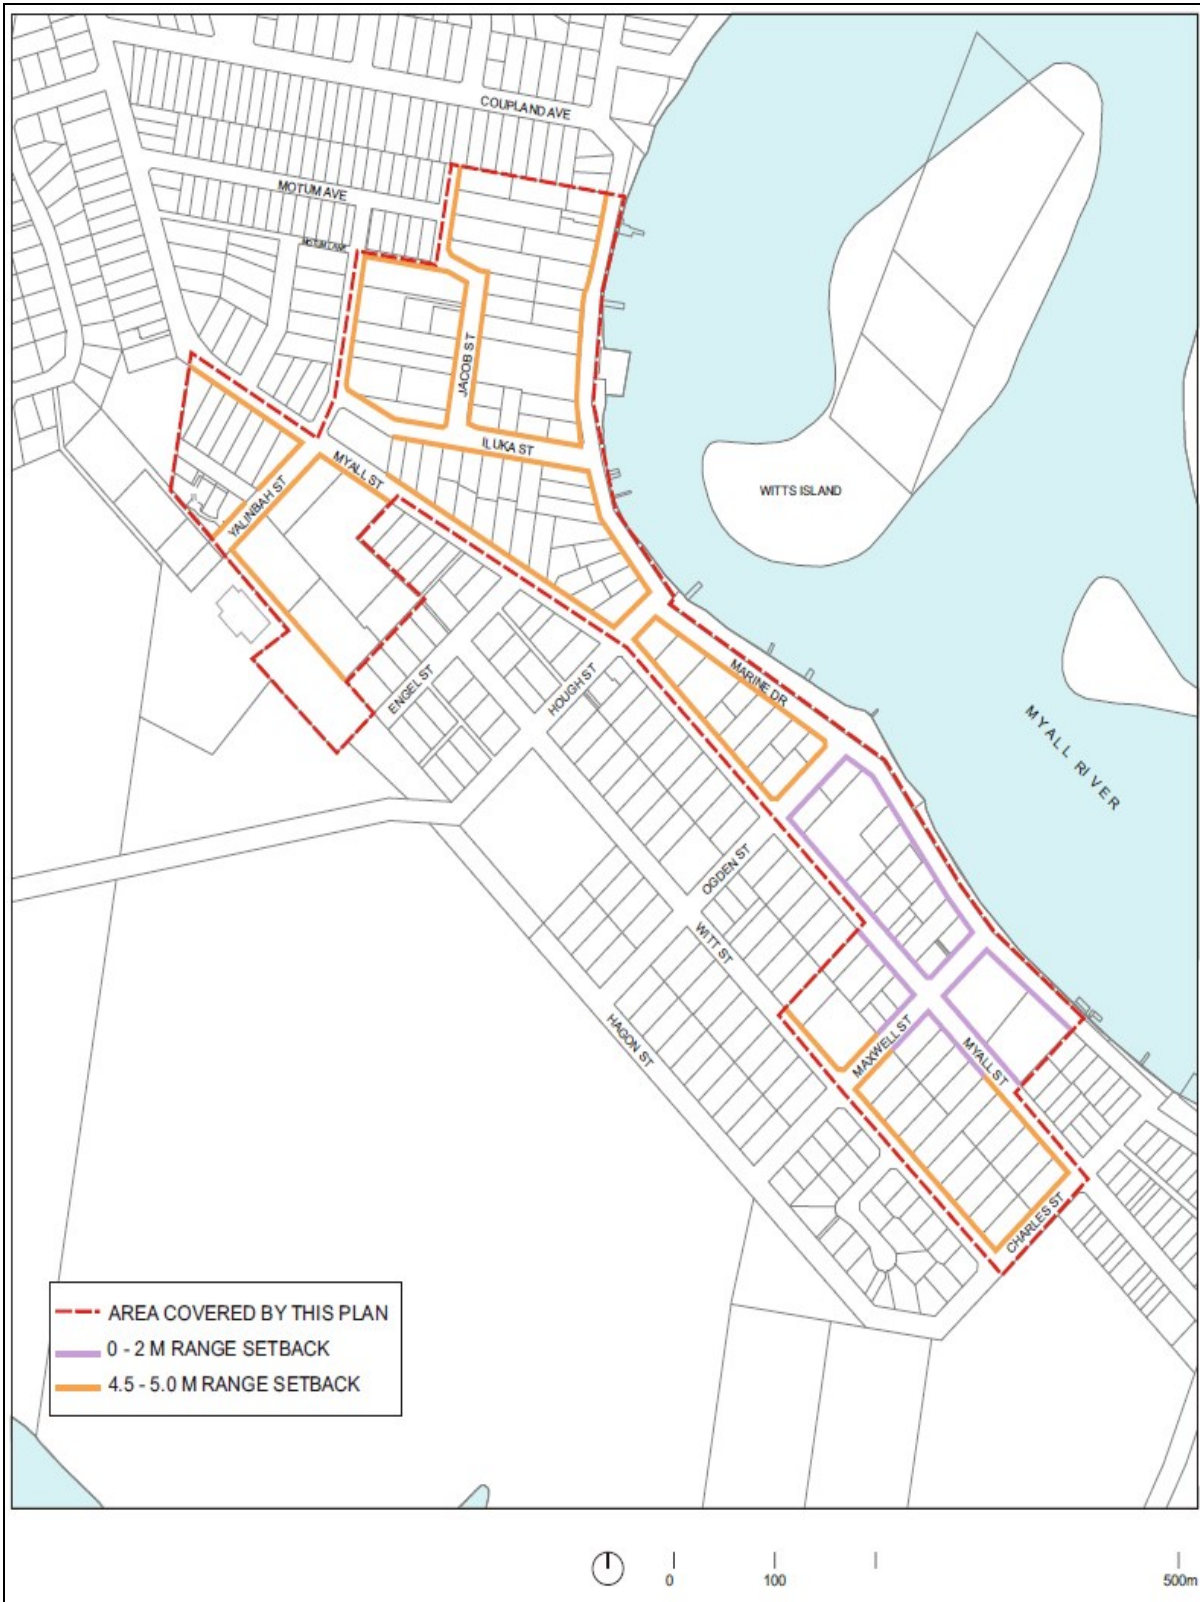 COUPLAND AVE
MOTUM AVE
MOTUM LANE
JACOB ST
ILUKA ST
MYALL ST
YALINBAH ST
WITTS ISLAND
MARINE DR
ENGEL ST
HOUGH ST
MYALL RIVER
OGDEN ST
WITT ST
HAGON ST
MAXWELL ST
MYALL ST
CHARLES ST
AREA COVERED BY THIS PLAN
0 - 2 M RANGE SETBACK
4.5 - 5.0 M RANGE SETBACK
0 100 500m